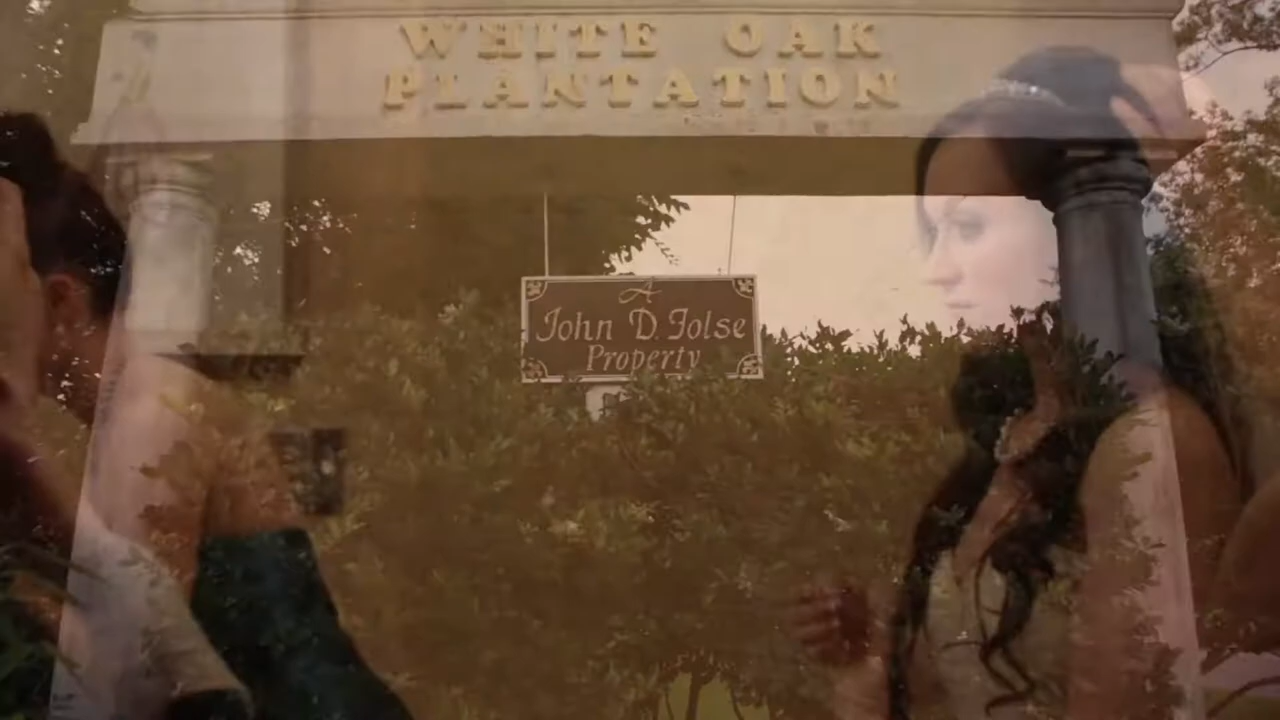 WHITE OAK
PLANTATION
A
John D. Folse
Property